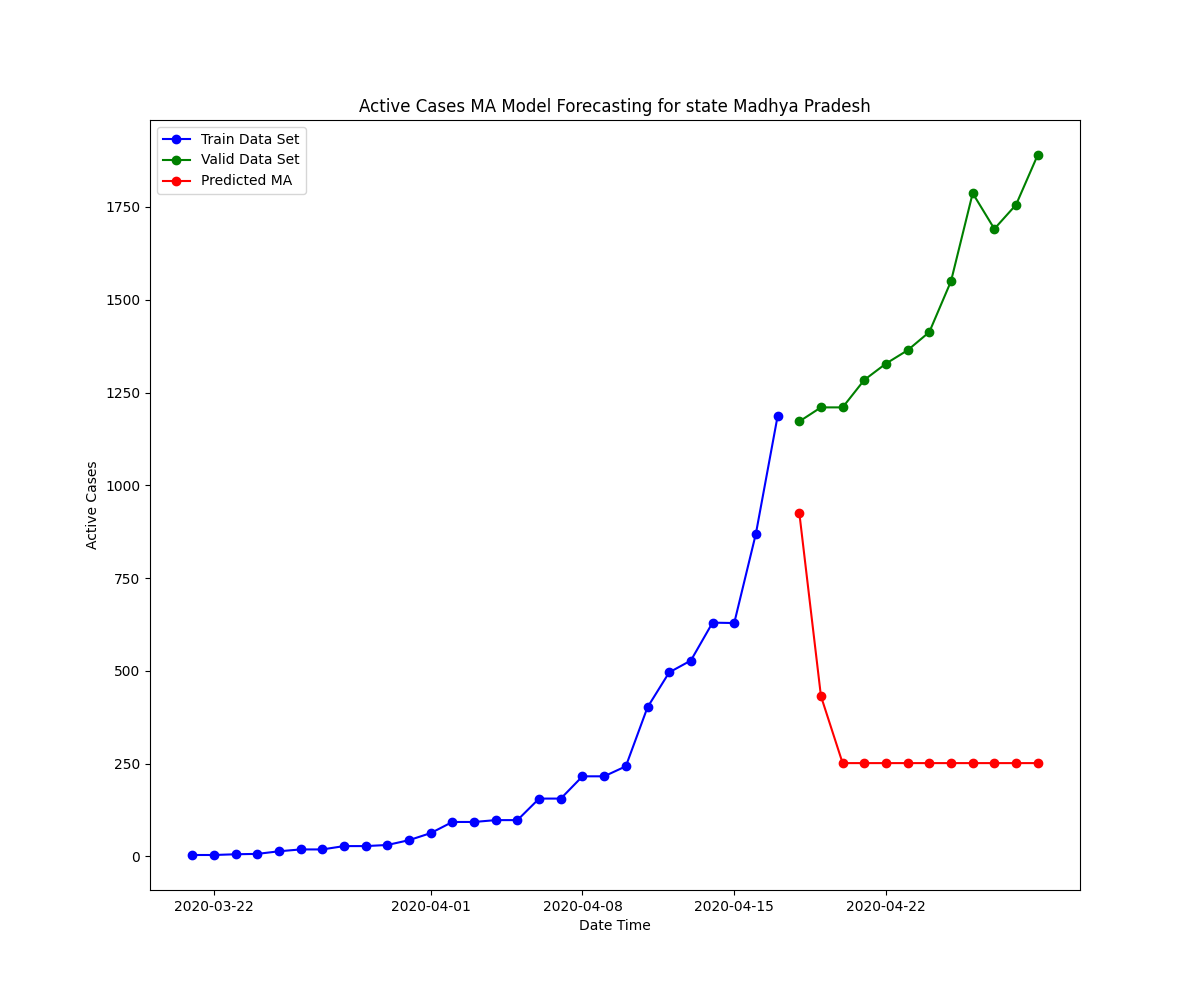 Active Cases MA Model Forecasting for state Madhya Pradesh
Train Data Set
Valid Data Set
Predicted MA
1750
1500
1250
1000
750
500
250
0
Active Cases
2020-03-22 2020-04-01 2020-04-08 2020-04-15 2020-04-22
Date Time